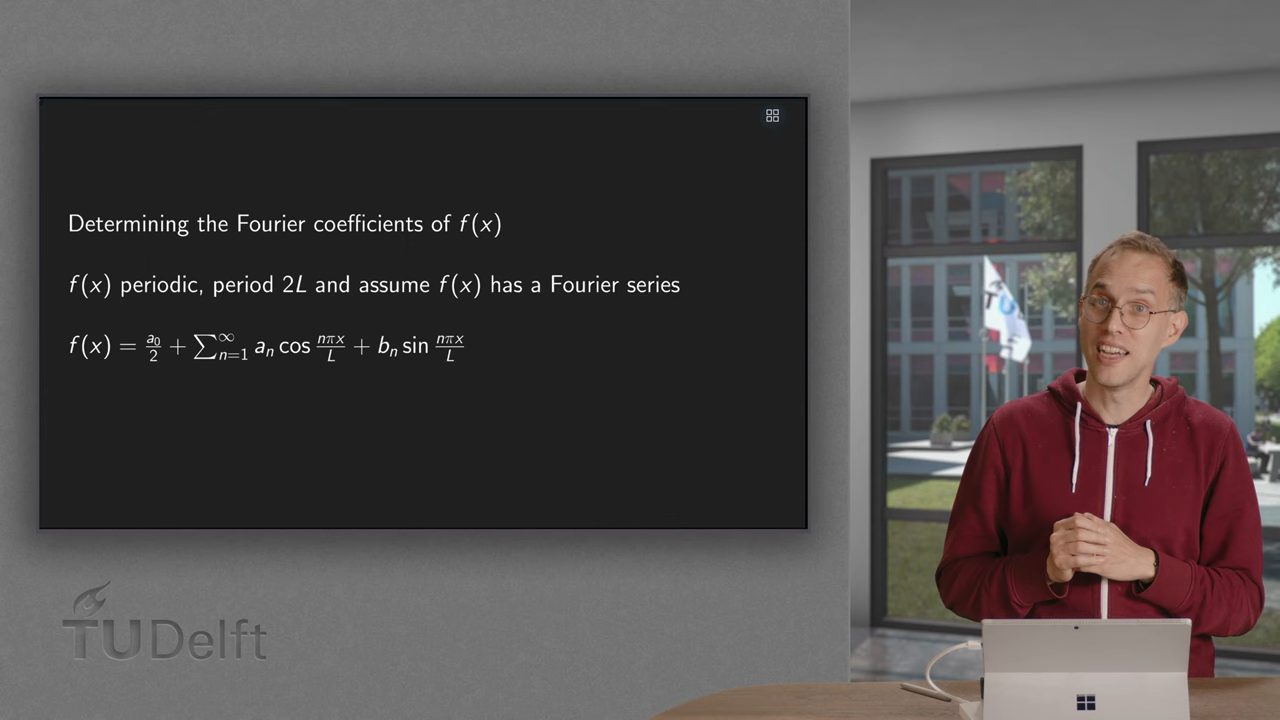 Determining the Fourier coefficients of f(x)
f(x) periodic, period 2L and assume f(x) has a Fourier series
f(x) = a₀/2 + ∑_{n=1}^{∞} aₙ cos nπx/L + bₙ sin nπx/L
TUDelft
TU